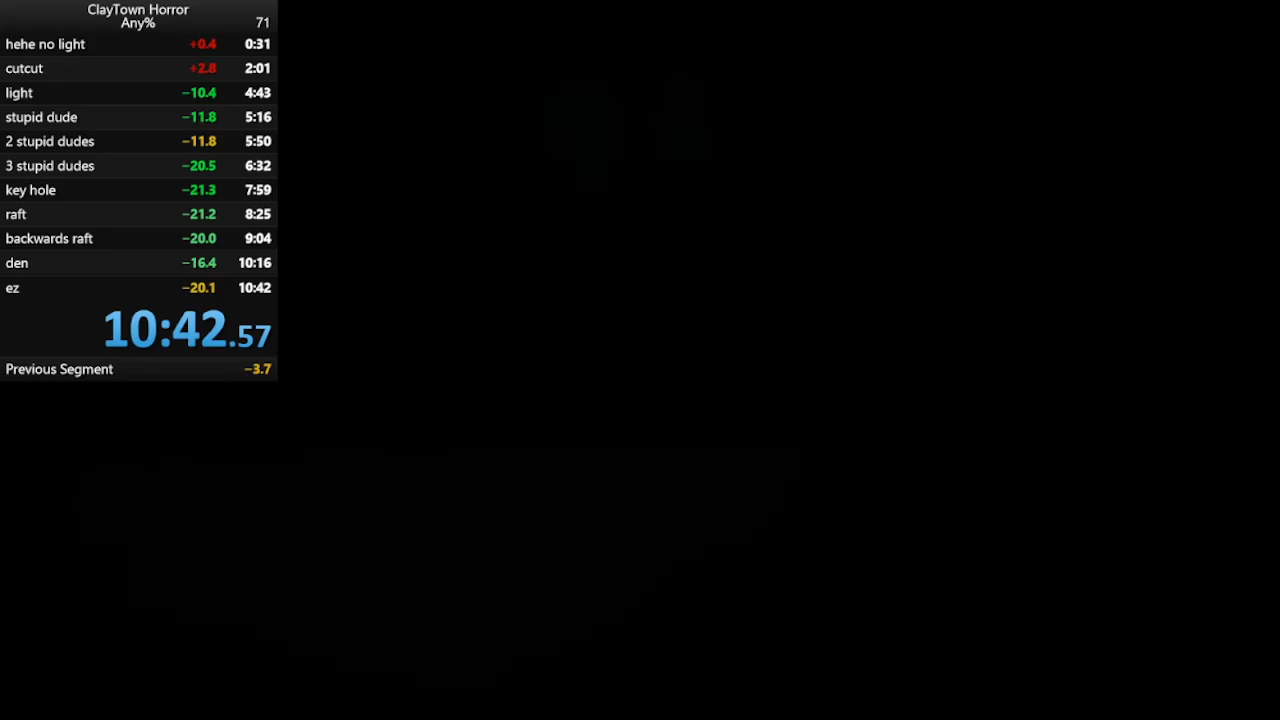 ClayTown Horror
Any% 71
hehe no light +0.4 0:31
cutcut +2.8 2:01
light −10.4 4:43
stupid dude −11.8 5:16
2 stupid dudes −11.8 5:50
3 stupid dudes −20.5 6:32
key hole −21.3 7:59
raft −21.2 8:25
backwards raft −20.0 9:04
den −16.4 10:16
ez −20.1 10:42
10:42.57
Previous Segment −3.7